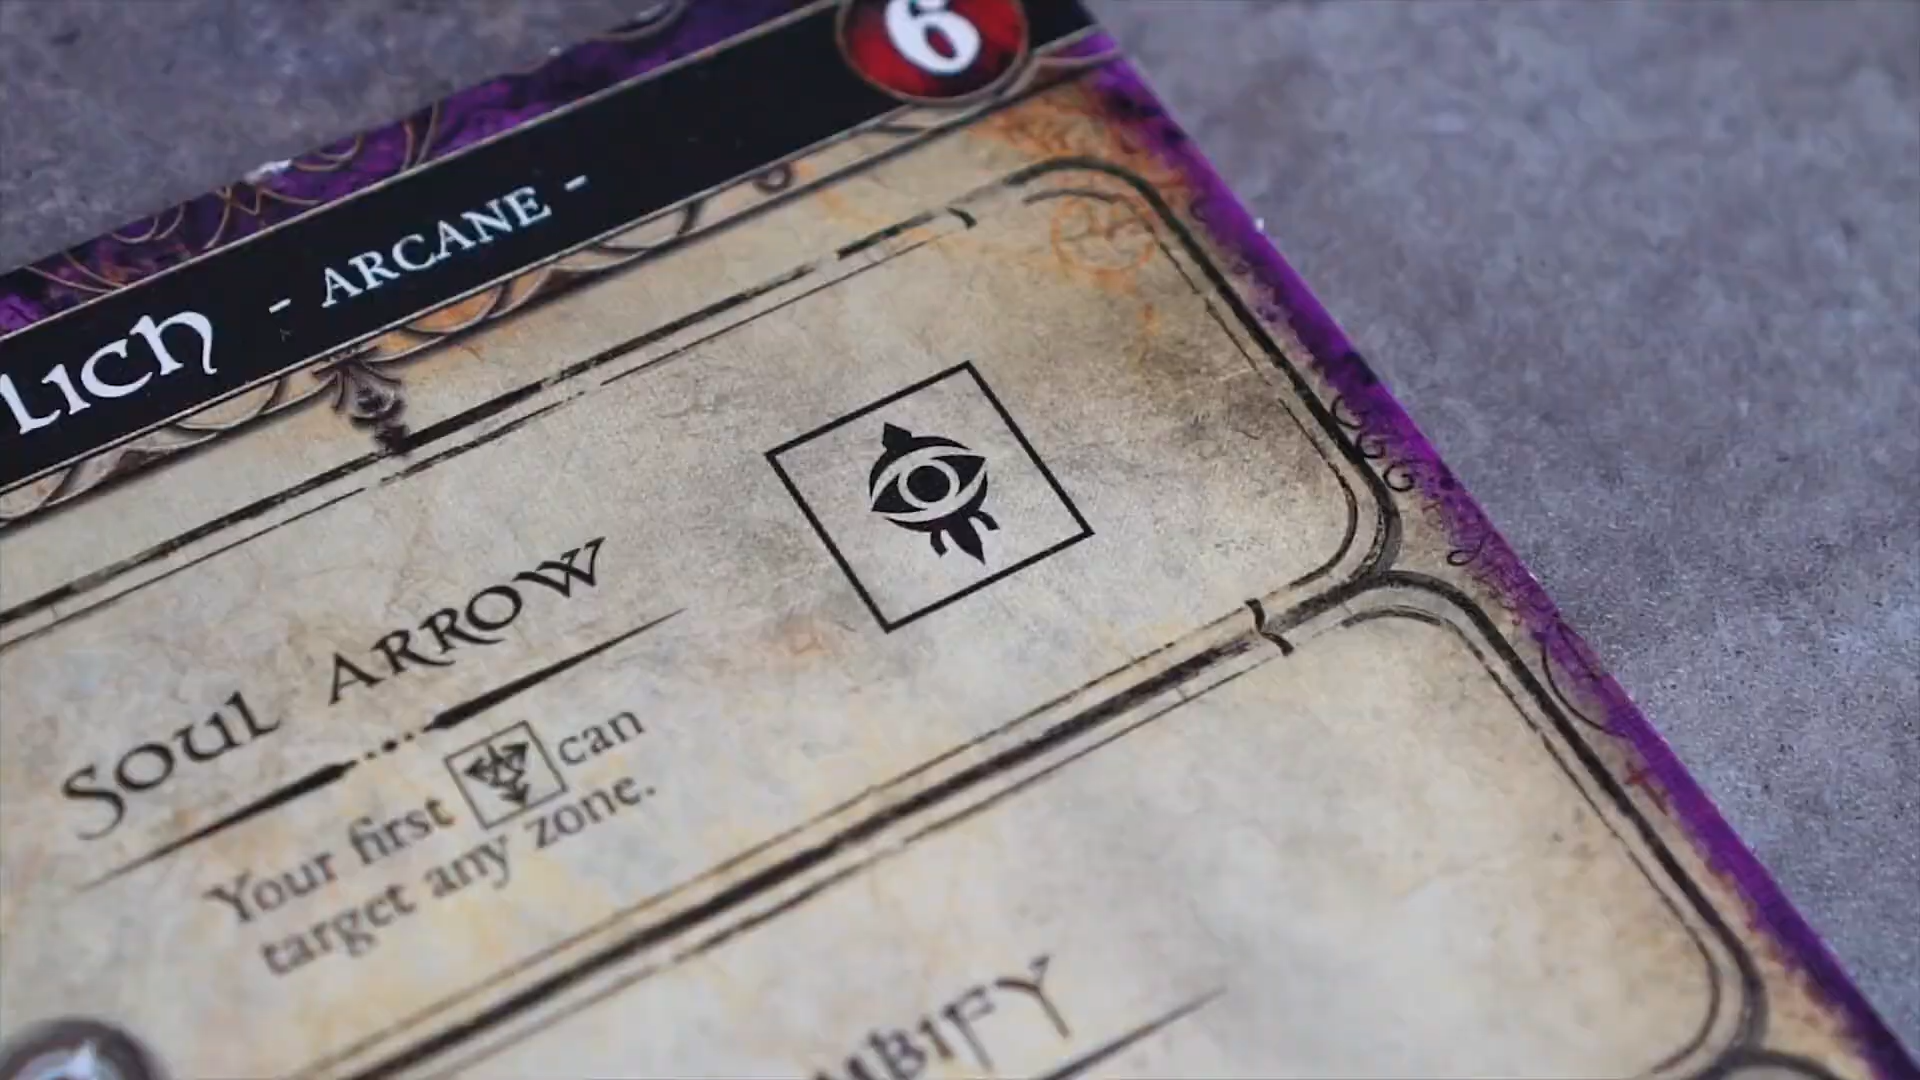 6
Lich - ARCANE -
Soul Arrow
Your first can
target any zone.